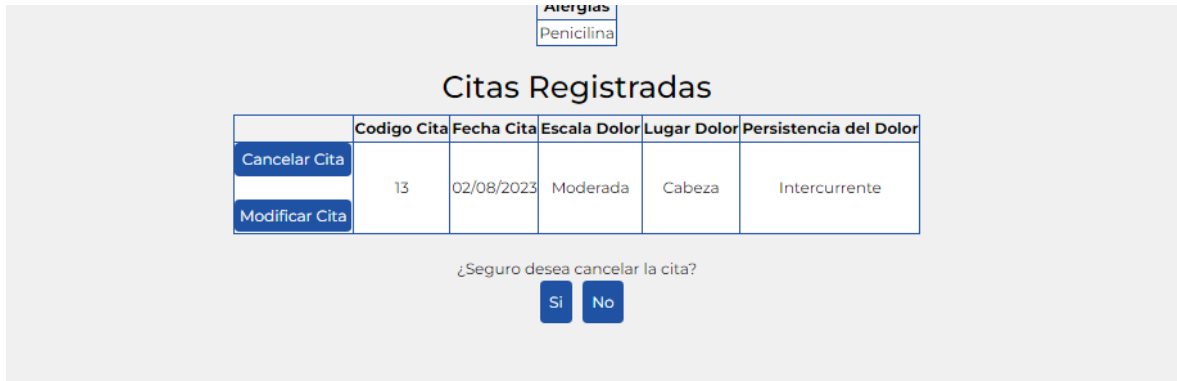 Alergias
Penicilina
Citas Registradas
Codigo Cita Fecha Cita Escala Dolor Lugar Dolor Persistencia del Dolor
Cancelar Cita
13 02/08/2023 Moderada Cabeza Intercurrente
Modificar Cita
¿Seguro desea cancelar la cita?
Si No